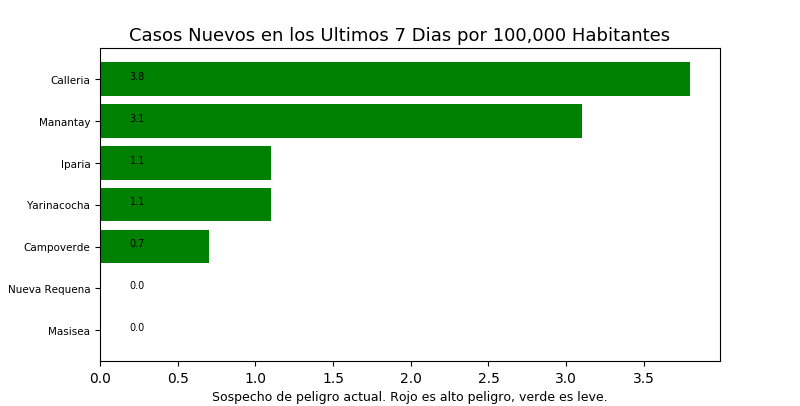 Casos Nuevos en los Ultimos 7 Dias por 100,000 Habitantes
Calleria 3.8
Manantay 3.1
Iparia 1.1
Yarinacocha 1.1
Campoverde 0.7
Nueva Requena 0.0
Masisea 0.0
0.0 0.5 1.0 1.5 2.0 2.5 3.0 3.5
Sospecho de peligro actual. Rojo es alto peligro, verde es leve.